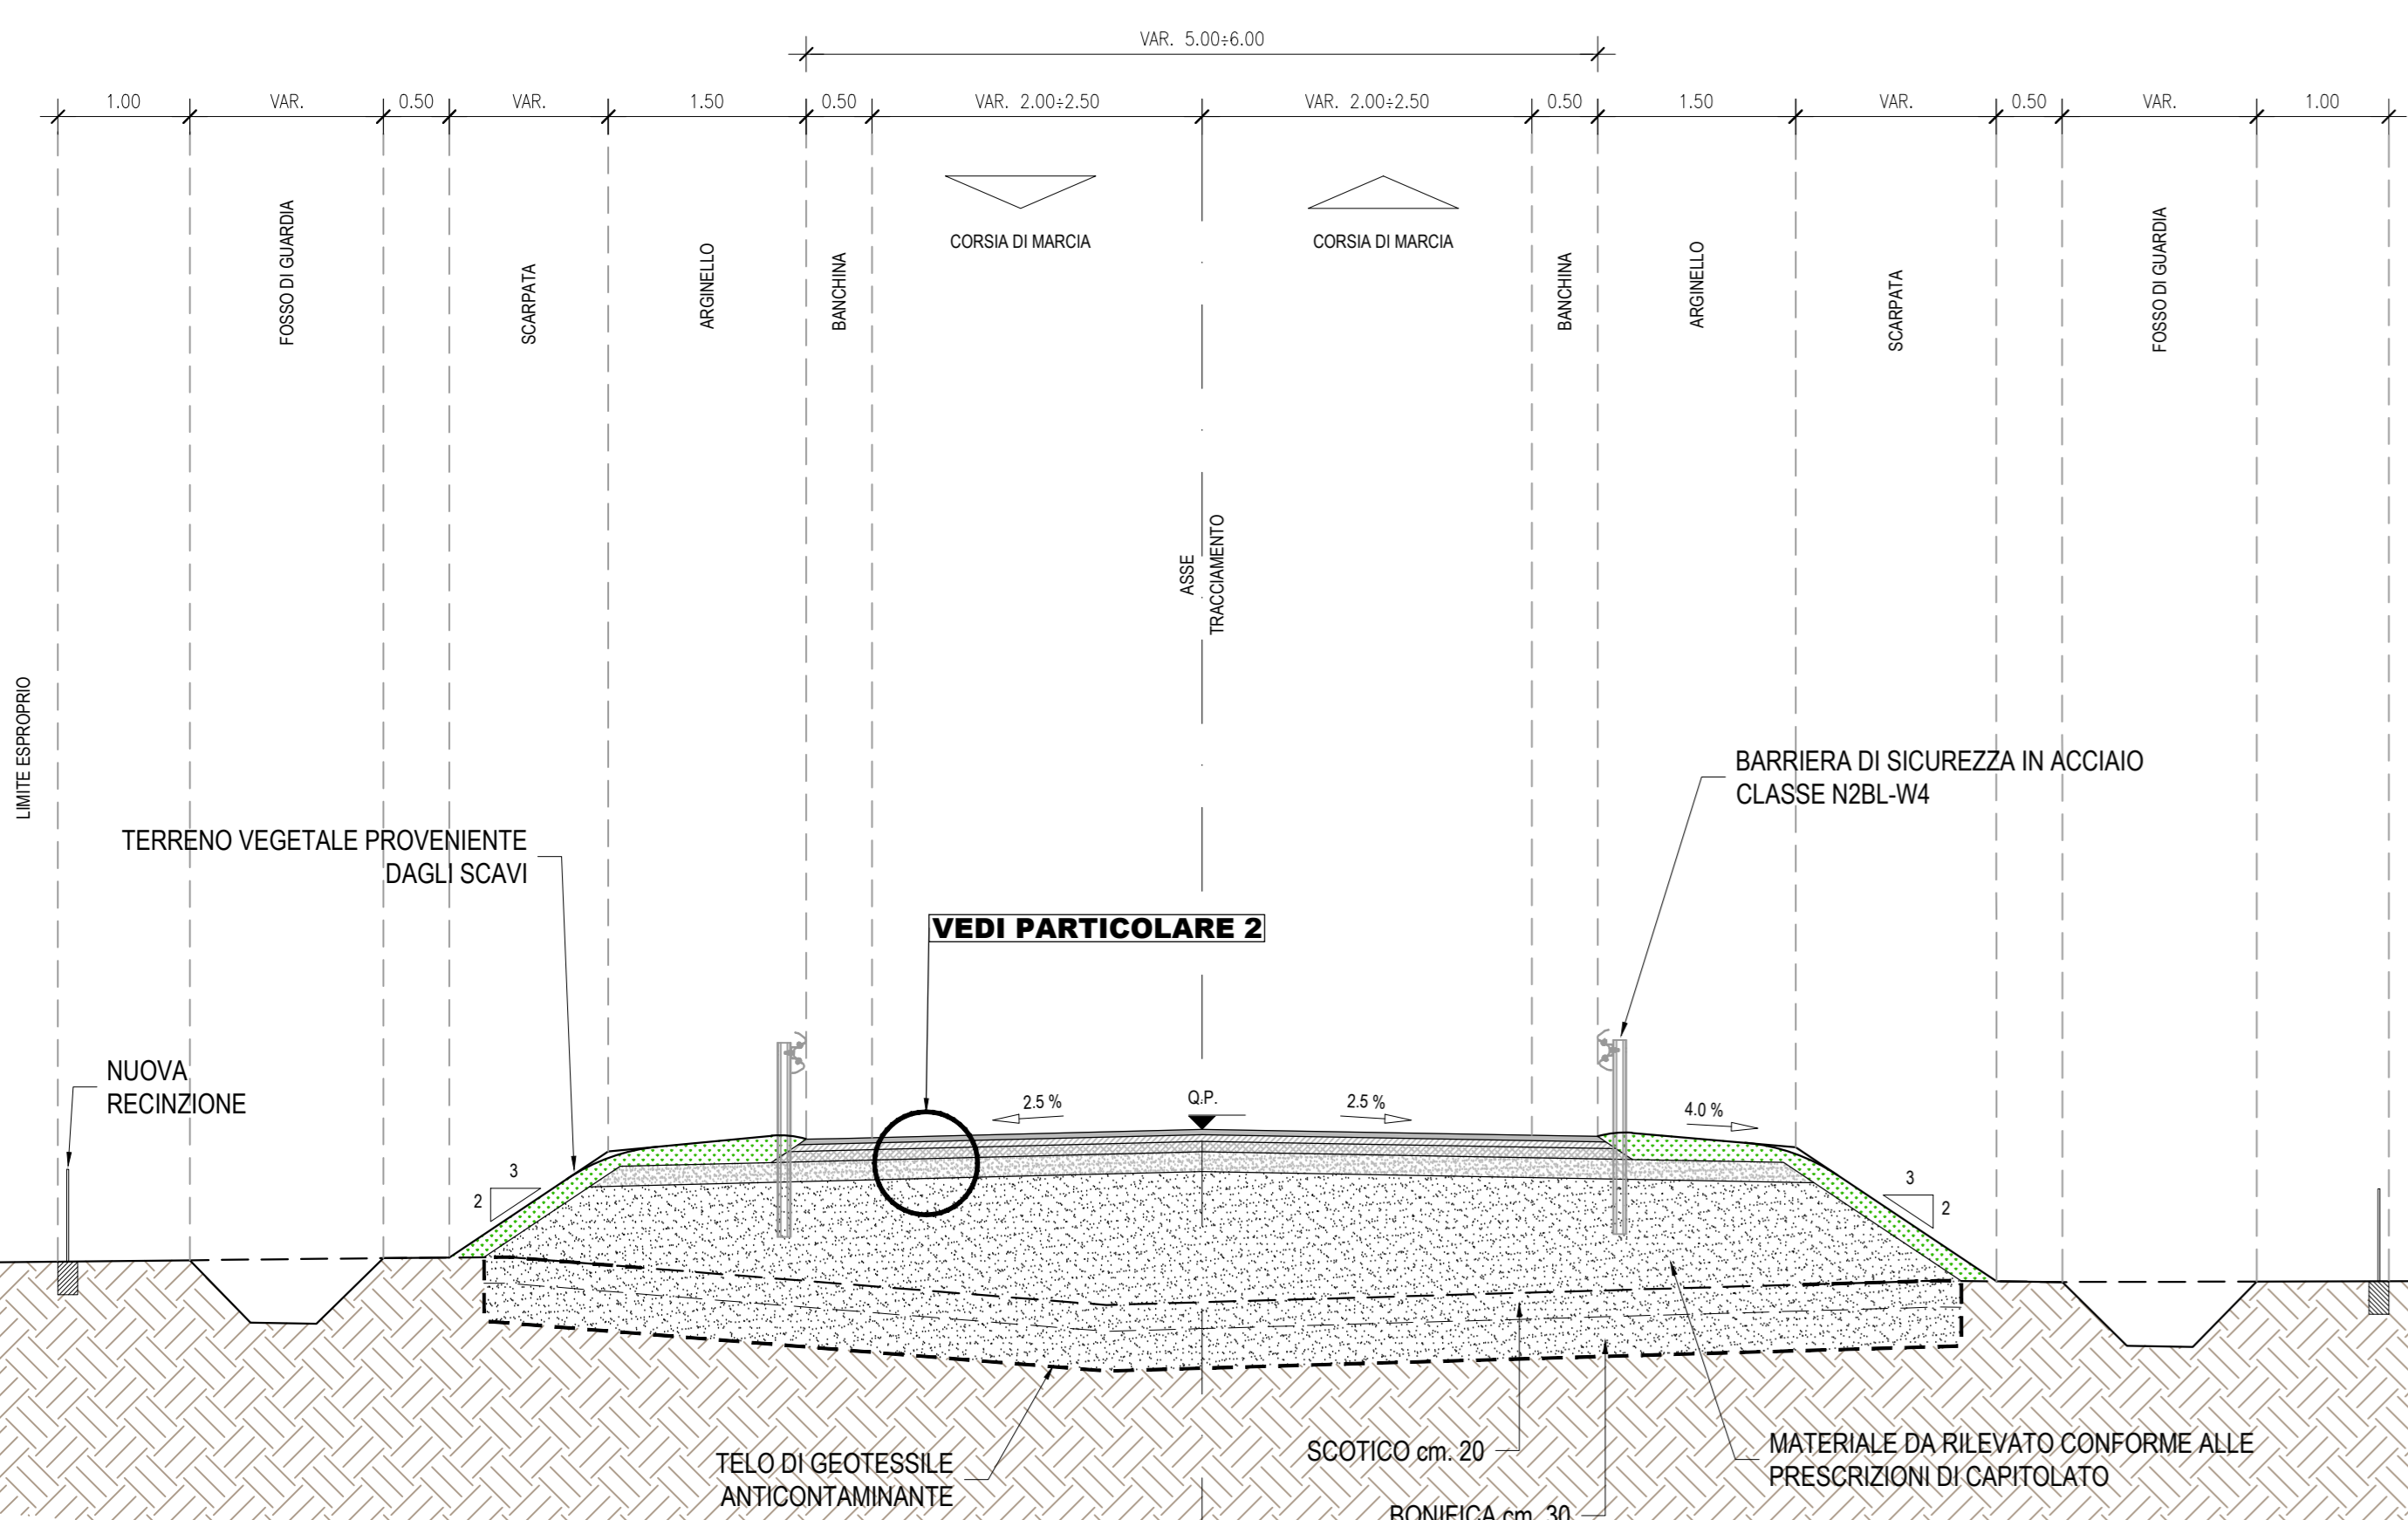 VAR. 5.00÷6.00
1.00 VAR. 0.50 VAR. 1.50 0.50 VAR. 2.00÷2.50 VAR. 2.00÷2.50 0.50 1.50 VAR. 0.50 VAR. 1.00
LIMITE ESPROPRIO
FOSSO DI GUARDIA
SCARPATA
ARGINELLO
BANCHINA
CORSIA DI MARCIA
ASSE
TRACCIAMENTO
CORSIA DI MARCIA
BANCHINA
ARGINELLO
SCARPATA
FOSSO DI GUARDIA
BARRIERA DI SICUREZZA IN ACCIAIO
CLASSE N2BL-W4
TERRENO VEGETALE PROVENIENTE
DAGLI SCAVI
VEDI PARTICOLARE 2
NUOVA
RECINZIONE
2.5 %
Q.P.
2.5 %
4.0 %
3
2
3
2
TELO DI GEOTESSILE
ANTICONTAMINANTE
SCOTICO cm. 20
BONIFICA cm. 30
MATERIALE DA RILEVATO CONFORME ALLE
PRESCRIZIONI DI CAPITOLATO